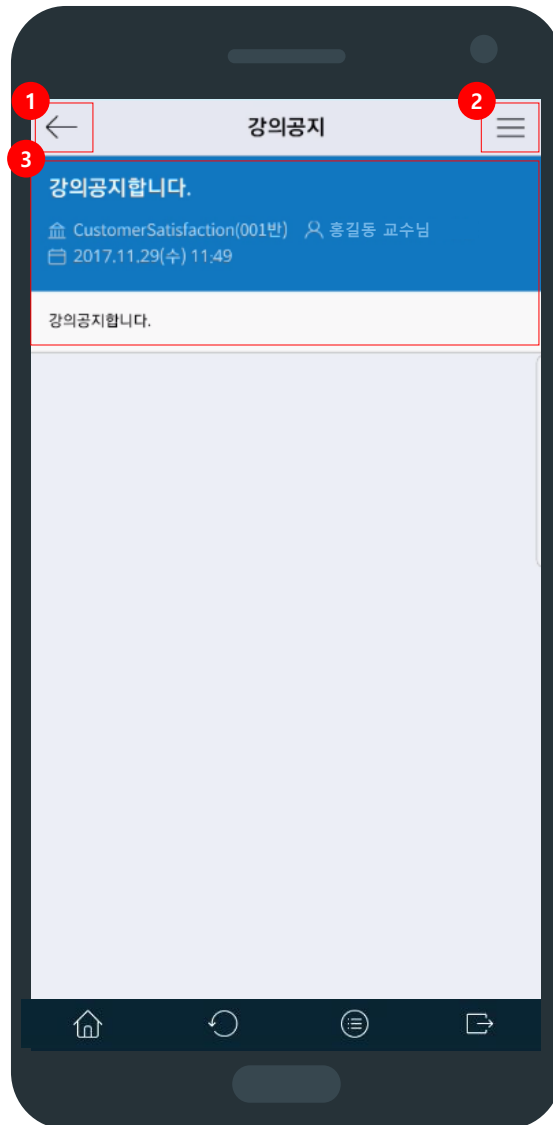 1
2
강의공지
3
강의공지합니다.
CustomerSatisfaction(001반) 홍길동 교수님
2017.11.29(수) 11:49
강의공지합니다.